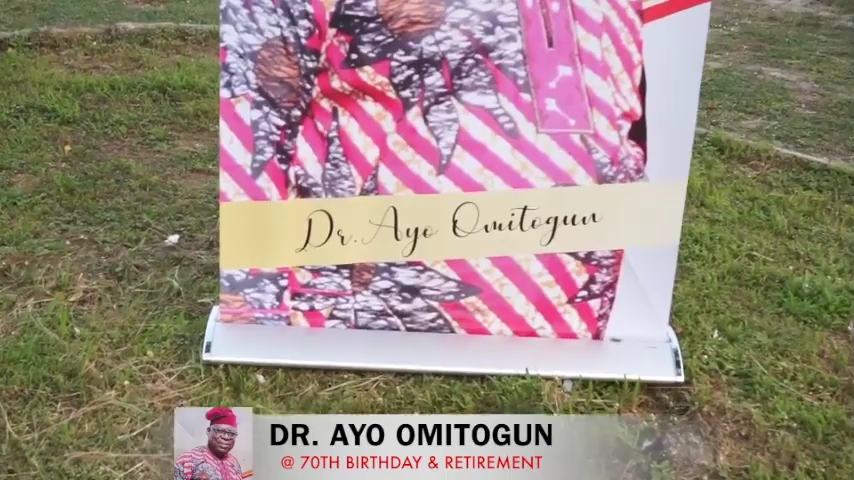 Dr. Ayo Omitogun
DR. AYO OMITOGUN
@ 70TH BIRTHDAY & RETIREMENT